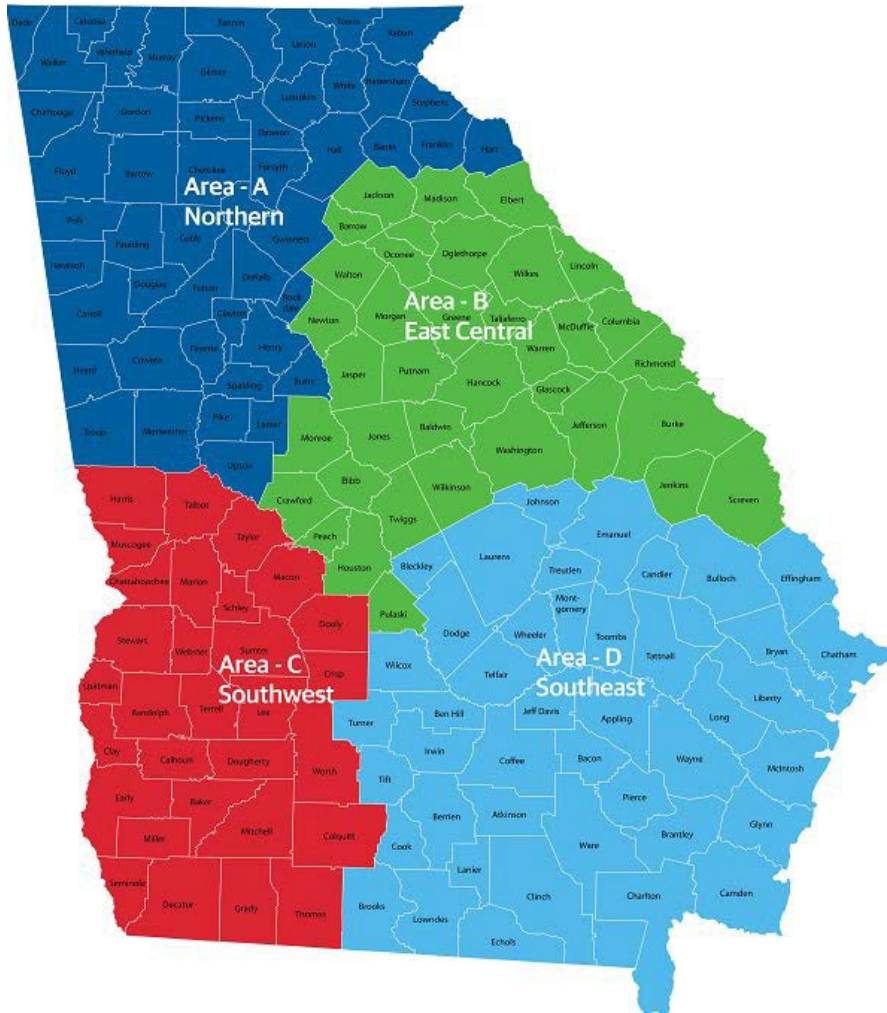 Dade
Catoosa
Fannin
Towns
Rabun
Union
Walker
Whitfield
Murray
Gilmer
White
Habersham
Lumpkin
Stephens
Chattooga
Gordon
Pickens
Dawson
Hall
Banks
Franklin
Hart
Floyd
Bartow
Cherokee
Forsyth
Area - A
Northern
Jackson
Madison
Elbert
Polk
Paulding
Cobb
Gwinnett
Barrow
Oconee
Oglethorpe
Haralson
Douglas
Fulton
DeKalb
Walton
Wilkes
Lincoln
Rock
dale
Carroll
Clayton
Newton
Morgan
Greene
Taliaferro
McDuffie
Columbia
Area - B
East Central
Warren
Richmond
Heard
Coweta
Fayette
Henry
Spalding
Butts
Jasper
Putnam
Hancock
Glascock
Troup
Meriwether
Pike
Lamar
Monroe
Jones
Baldwin
Jefferson
Burke
Washington
Upson
Bibb
Wilkinson
Jenkins
Screven
Harris
Talbot
Crawford
Twiggs
Johnson
Emanuel
Muscogee
Taylor
Peach
Houston
Bleckley
Laurens
Treutlen
Candler
Bulloch
Effingham
Chattahoochee
Marion
Macon
Schley
Pulaski
Dodge
Mont-
gomery
Wheeler
Toombs
Tattnall
Bryan
Chatham
Stewart
Webster
Sumter
Dooly
Crisp
Wilcox
Telfair
Area - C
Southwest
Area - D
Southeast
Quitman
Randolph
Terrell
Lee
Turner
Ben Hill
Jeff Davis
Appling
Long
Liberty
Clay
Calhoun
Dougherty
Worth
Irwin
Coffee
Bacon
Wayne
McIntosh
Early
Baker
Tift
Berrien
Atkinson
Pierce
Miller
Mitchell
Colquitt
Cook
Ware
Brantley
Glynn
Seminole
Decatur
Grady
Thomas
Brooks
Lanier
Lowndes
Clinch
Charlton
Camden
Echols